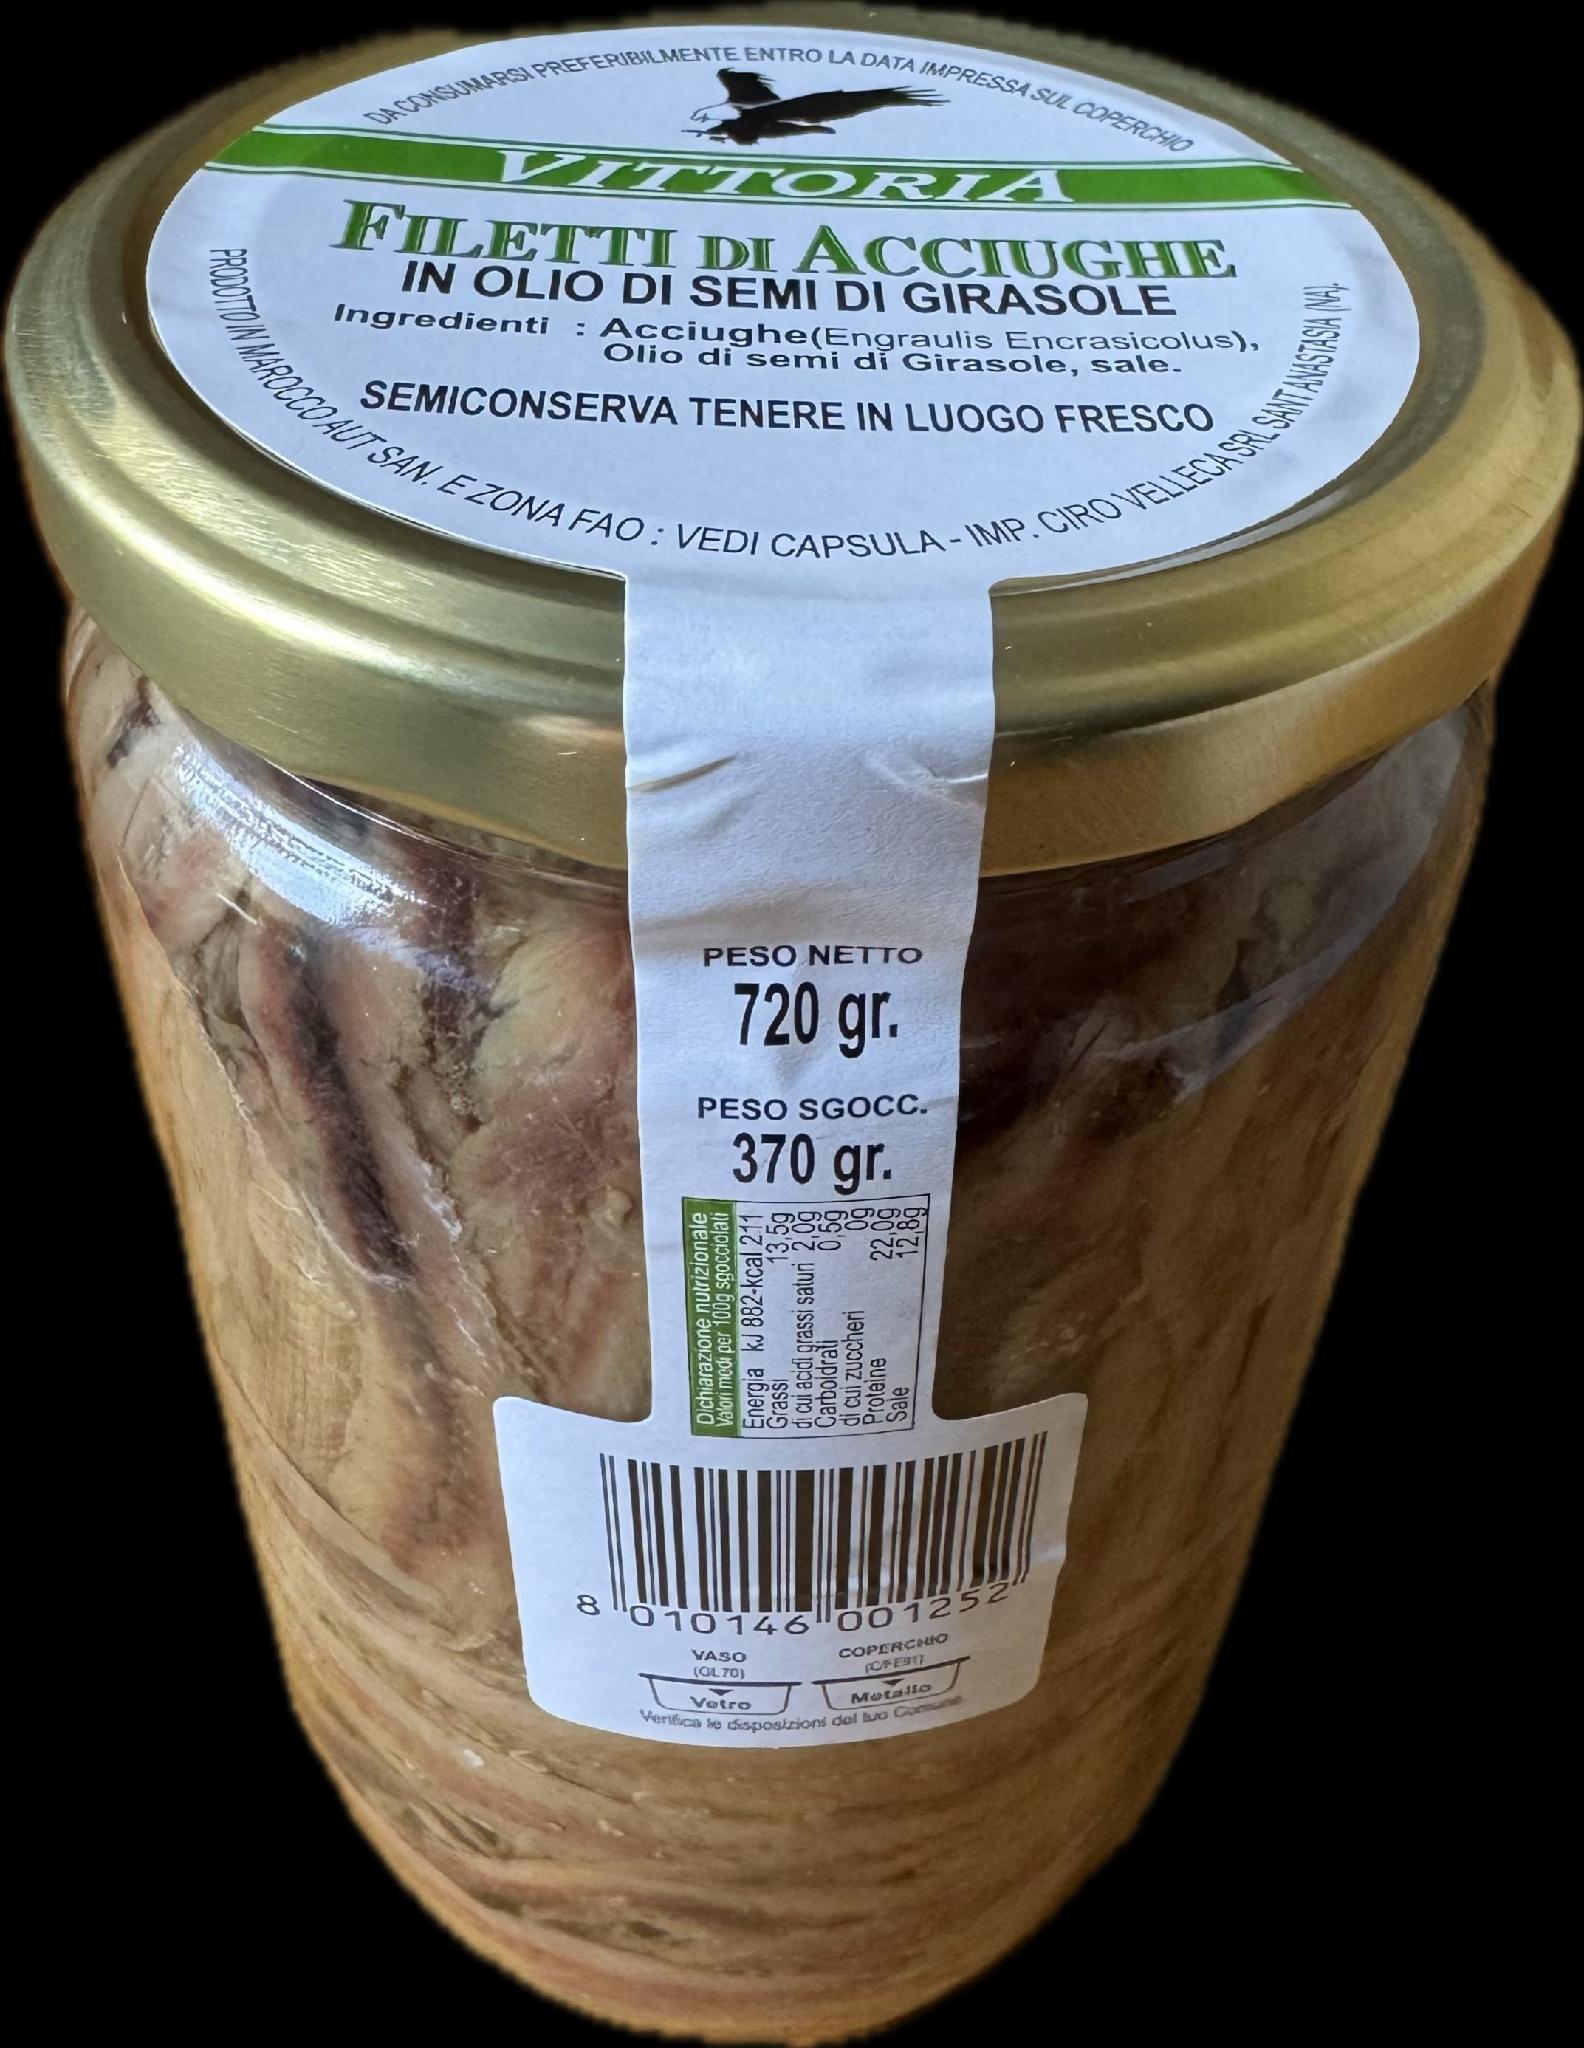 DA CONSUMARSI PREFERIBILMENTE ENTRO LA DATA IMPRESSA SUL COPERCHIO
VITTORIA
FILETTI DI ACCIUGHE
IN OLIO DI SEMI DI GIRASOLE
Ingredienti : Acciughe(Engraulis Encrasicolus),
Olio di semi di Girasole, sale.
SEMICONSERVA TENERE IN LUOGO FRESCO
PRODOTTO IN MAROCCO AUT SAN. E ZONA FAO : VEDI CAPSULA - IMP. CIRO VELLECA SRL SANT ANASTASIA (NA).
PESO NETTO
720 gr.
PESO SGOCC.
370 gr.
Dichiarazione nutrizionale
Valori medi per 100g sgocciolati
Energia kJ 882-kcal 211
Grassi 13,5g
di cui acidi grassi saturi 2,0g
Carboidrati 0,5g
di cui zuccheri 0g
Proteine 22,0g
Sale 12,8g
8 010146 001252
VASO COPERCHIO
(GL70) (C/FE91)
Vetro Metallo
Verifica le disposizioni del tuo Comune